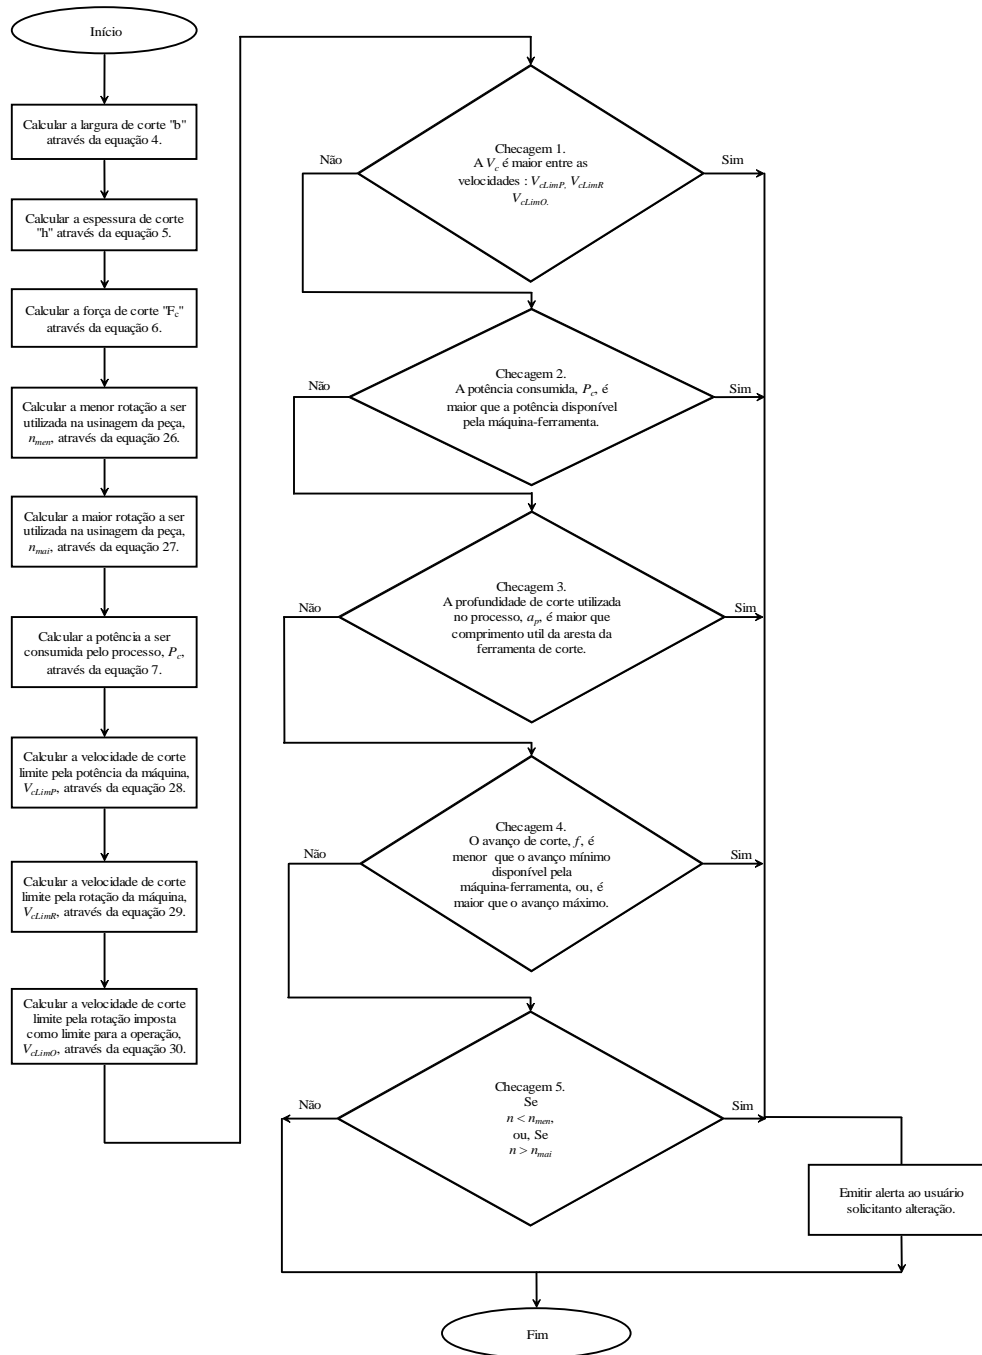 Início
Calcular a largura de corte "b"
através da equação 4.
Calcular a espessura de corte
"h" através da equação 5.
Calcular a força de corte "Fc"
através da equação 6.
Calcular a menor rotação a ser
utilizada na usinagem da peça,
nmen, através da equação 26.
Calcular a maior rotação a ser
utilizada na usinagem da peça,
nmai, através da equação 27.
Calcular a potência a ser
consumida pelo processo, Pc,
através da equação 7.
Calcular a velocidade de corte
limite pela potência da máquina,
VcLimP, através da equação 28.
Calcular a velocidade de corte
limite pela rotação da máquina,
VcLimR, através da equação 29.
Calcular a velocidade de corte
limite pela rotação imposta
como limite para a operação,
VcLimO, através da equação 30.
Checagem 1.
A Vc é maior entre as
velocidades : VcLimP, VcLimR
VcLimO.
Não
Sim
Checagem 2.
A potência consumida, Pc, é
maior que a potência disponível
pela máquina-ferramenta.
Não
Sim
Checagem 3.
A profundidade de corte utilizada
no processo, ap, é maior que
comprimento util da aresta da
ferramenta de corte.
Não
Sim
Checagem 4.
O avanço de corte, f, é
menor que o avanço mínimo
disponível pela
máquina-ferramenta, ou, é
maior que o avanço máximo.
Não
Sim
Checagem 5.
Se
n < nmen,
ou, Se
n > nmai
Não
Sim
Emitir alerta ao usuário
solicitanto alteração.
Fim